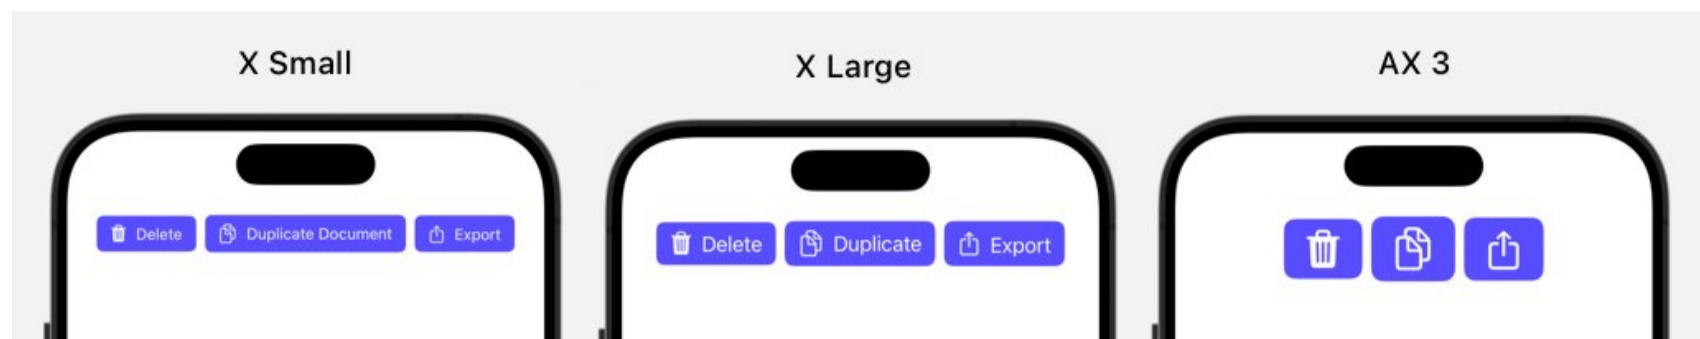 X Small
X Large
AX 3
Delete
Duplicate Document
Export
Delete
Duplicate
Export